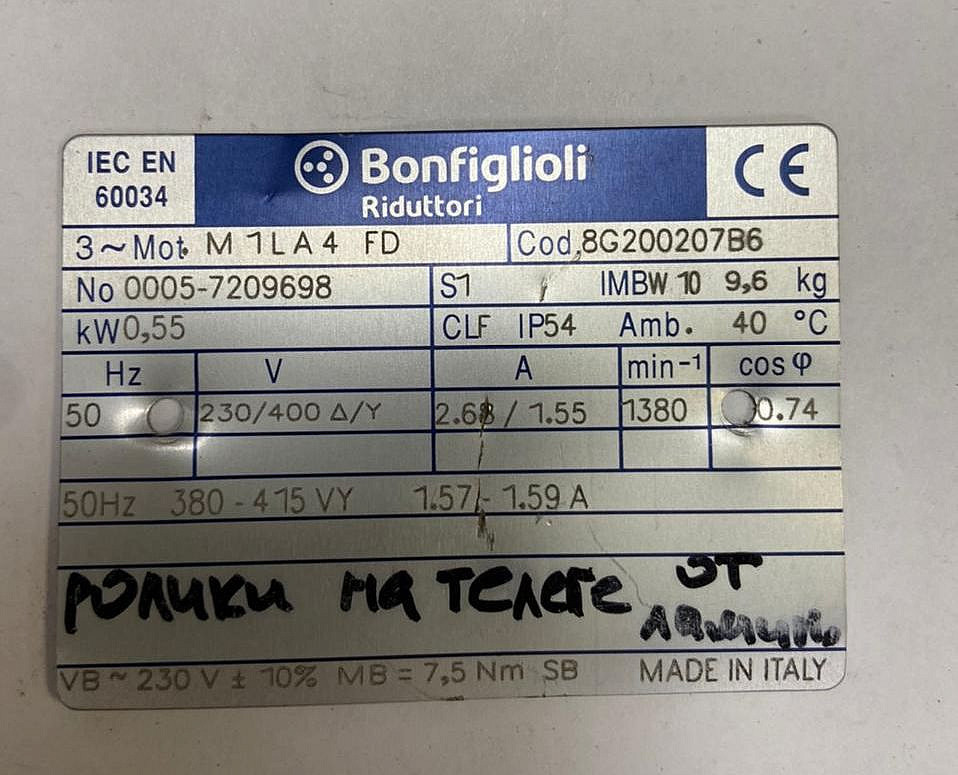 IEC EN
60034
Bonfiglioli
Riduttori
CE
3~Mot. M 1LA4 FD Cod. 8G200207B6
No 0005-7209698 S1 IMBW 10 9,6 kg
kW 0,55 CLF IP54 Amb. 40 °C
Hz V A min-1 cos φ
50 230/400 Δ/Y 2.68 / 1.55 1380 0.74
50Hz 380 - 415 VY 1.57 - 1.59 A
ролики на телеге от
VB ~ 230 V ± 10% MB = 7,5 Nm SB MADE IN ITALY